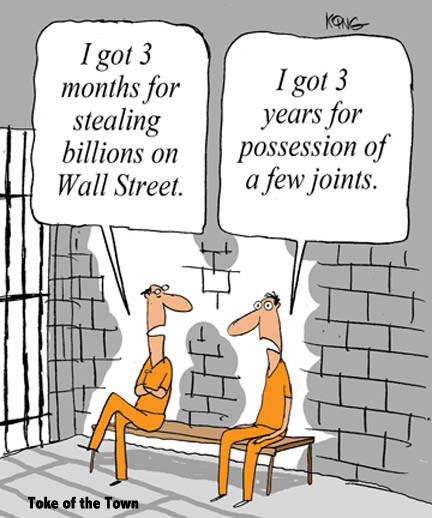 KONG
I got 3
months for
stealing
billions on
Wall Street.
I got 3
years for
possession of
a few joints.
Toke of the Town